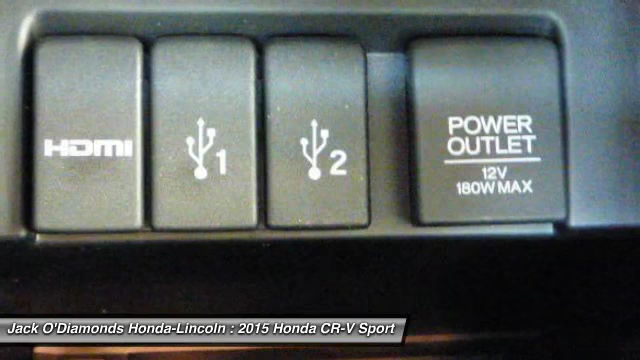 HDMI
1
2
POWER
OUTLET
12V
180W MAX
Jack O'Diamonds Honda-Lincoln : 2015 Honda CR-V Sport